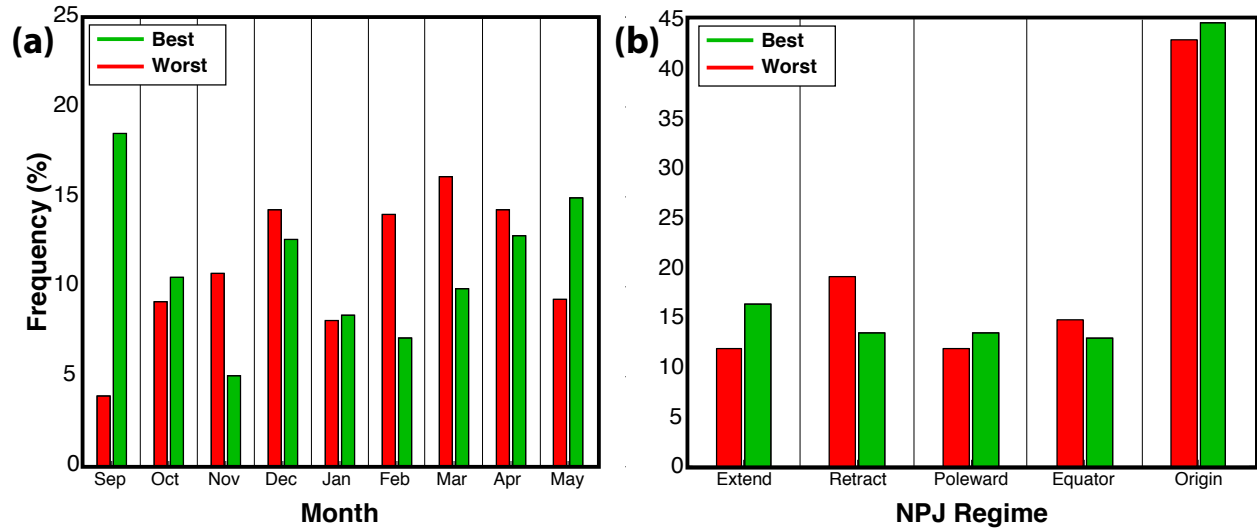 (a)
Best
Worst
25
20
15
10
5
0
Frequency (%)
Sep Oct Nov Dec Jan Feb Mar Apr May
Month
(b)
Best
Worst
45
40
35
30
25
20
15
10
5
0
Extend Retract Poleward Equator Origin
NPJ Regime